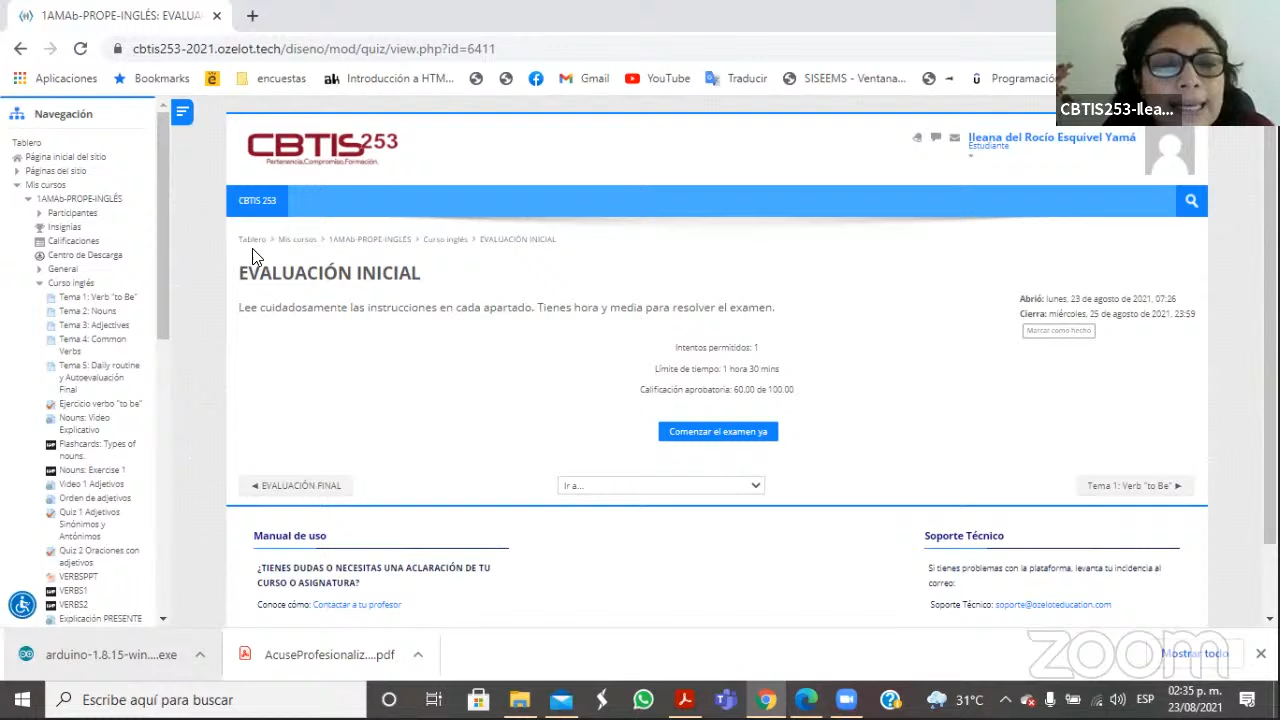 1AMAb-PROPE-INGLÉS: EVALUA
cbtis253-2021.ozelot.tech/diseno/mod/quiz/view.php?id=6411
Aplicaciones
Bookmarks
encuestas
Introducción a HTM...
Gmail
YouTube
Traducir
SISEEMS - Ventana...
Programació
CBTIS253-Ilea...
Navegación
Tablero
Página inicial del sitio
Páginas del sitio
Mis cursos
1AMAb-PROPE-INGLÉS
Participantes
Insignias
Calificaciones
Centro de Descarga
General
Curso inglés
Tema 1: Verb "to Be"
Tema 2: Nouns
Tema 3: Adjectives
Tema 4: Common
Verbs
Tema 5: Daily routine
y Autoevaluación
Final
Ejercicio verbo "to be"
Nouns: Video
Explicativo
Flashcards: Types of
nouns.
Nouns: Exercise 1
Video 1 Adjetivos
Orden de adjetivos
Quiz 1 Adjetivos
Sinónimos y
Antónimos
Quiz 2 Oraciones con
adjetivos
VERBSPPT
VERBS1
VERBS2
Explicación PRESENTE
CBTIS 253
Pertenencia, Compromiso, Formación.
Ileana del Rocío Esquivel Yamá
Estudiante
CBTIS 253
Tablero > Mis cursos > 1AMAb-PROPE-INGLÉS > Curso inglés > EVALUACIÓN INICIAL
EVALUACIÓN INICIAL
Lee cuidadosamente las instrucciones en cada apartado. Tienes hora y media para resolver el examen.
Abrió: lunes, 23 de agosto de 2021, 07:26
Cierra: miércoles, 25 de agosto de 2021, 23:59
Marcar como hecho
Intentos permitidos: 1
Límite de tiempo: 1 hora 30 mins
Calificación aprobatoria: 60.00 de 100.00
Comenzar el examen ya
◄ EVALUACIÓN FINAL
Ir a...
Tema 1: Verb "to Be" ►
Manual de uso
¿TIENES DUDAS O NECESITAS UNA ACLARACIÓN DE TU
CURSO O ASIGNATURA?
Conoce cómo: Contactar a tu profesor
Soporte Técnico
Si tienes problemas con la plataforma, levanta tu incidencia al
correo:
Soporte Técnico: soporte@ozeloteducation.com
arduino-1.8.15-win....exe
AcuseProfesionaliz....pdf
Mostrar todo
zoom
Escribe aquí para buscar
31°C
ESP
02:35 p. m.
23/08/2021